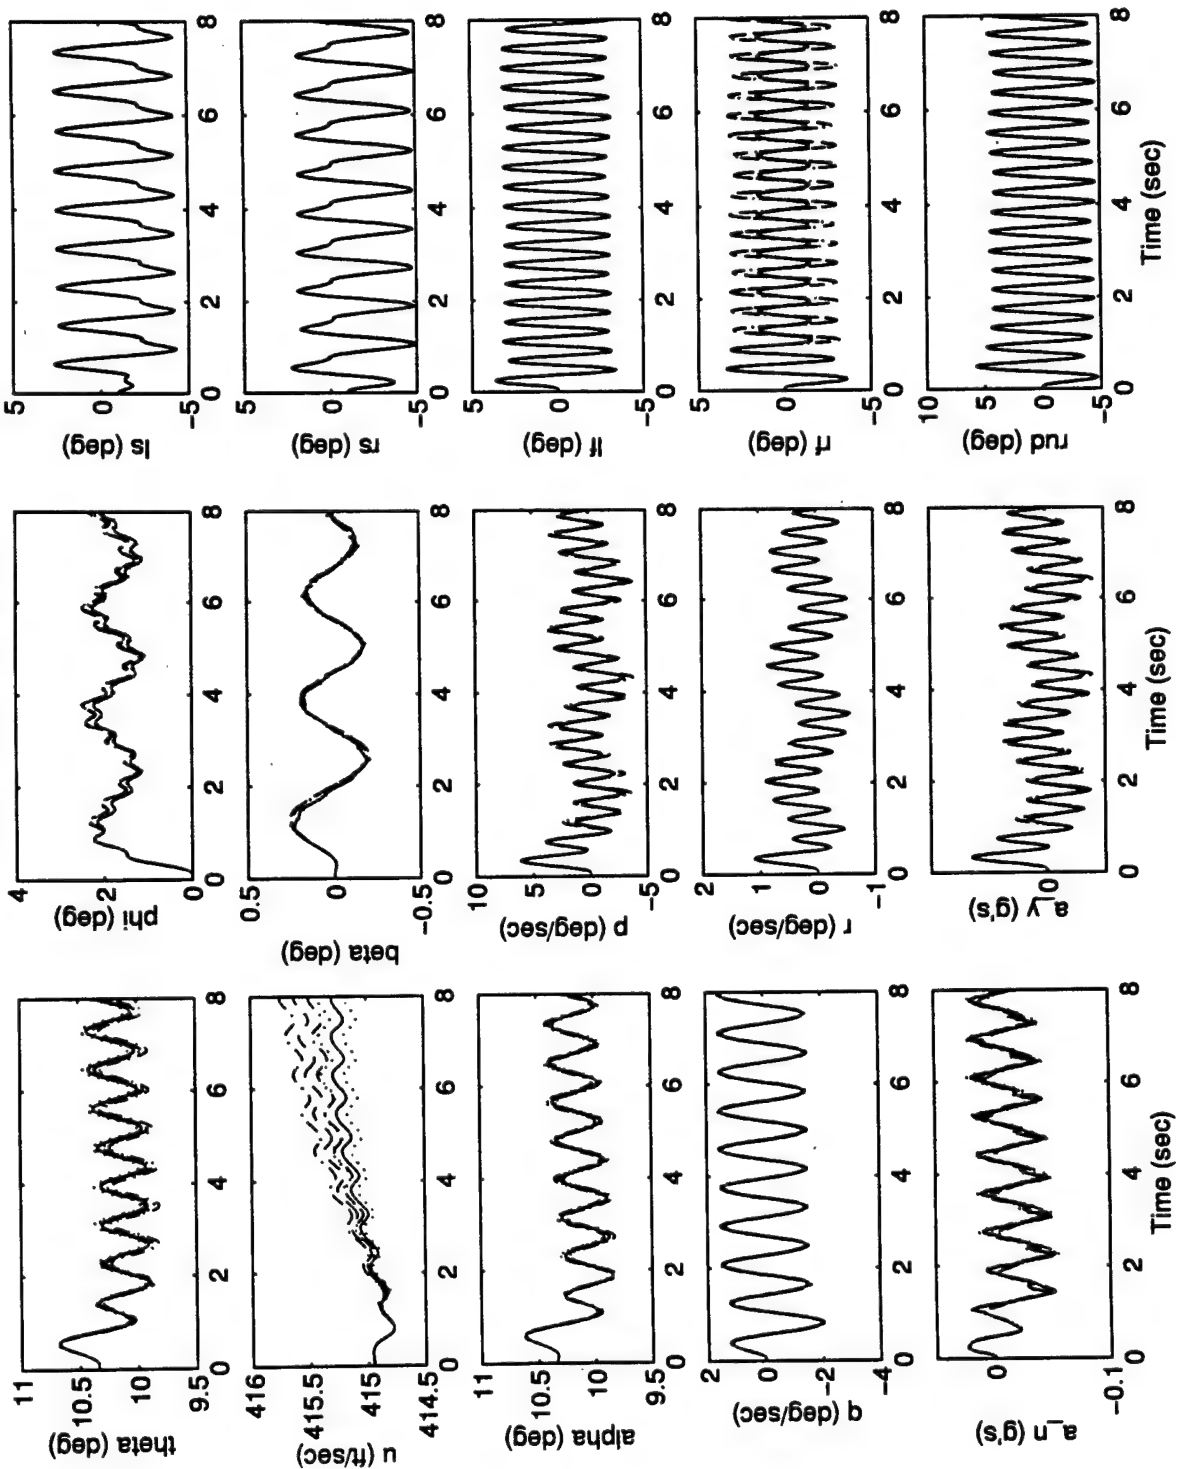 theta (deg)
11
10.5
10
9.5
0 2 4 6 8
phi (deg)
4
2
0
0 2 4 6 8
ls (deg)
5
0
-5
0 2 4 6 8
u (ft/sec)
416
415.5
415
414.5
0 2 4 6 8
beta (deg)
0.5
0
-0.5
0 2 4 6 8
rs (deg)
5
0
-5
0 2 4 6 8
alpha (deg)
11
10.5
10
9.5
0 2 4 6 8
p (deg/sec)
10
5
0
-5
0 2 4 6 8
lf (deg)
5
0
-5
0 2 4 6 8
q (deg/sec)
2
0
-2
-4
0 2 4 6 8
r (deg/sec)
2
1
0
-1
0 2 4 6 8
rf (deg)
5
0
-5
0 2 4 6 8
a_n (g's)
0
-0.1
0 2 4 6 8
Time (sec)
a_y (g's)
0
0 2 4 6 8
Time (sec)
rud (deg)
10
5
0
-5
0 2 4 6 8
Time (sec)